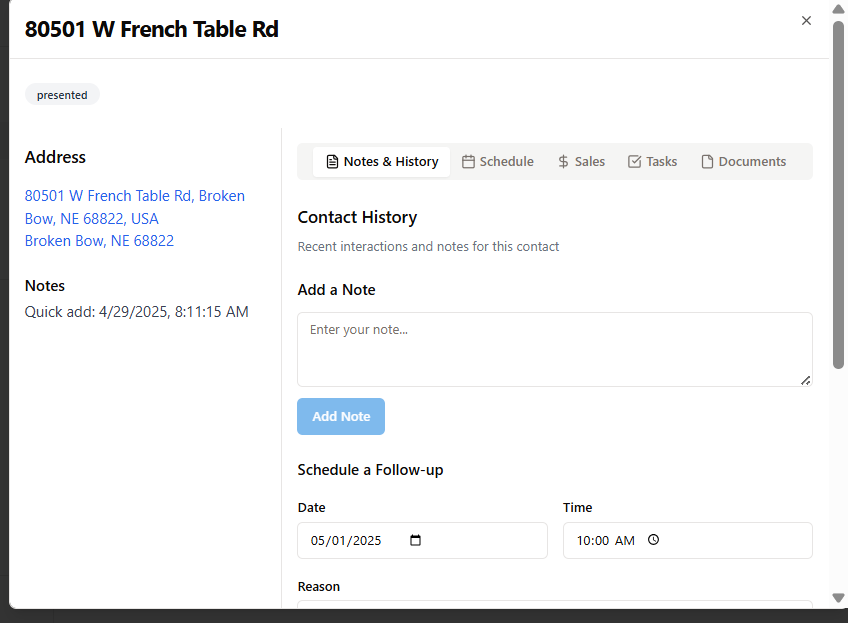 80501 W French Table Rd
presented
Address
80501 W French Table Rd, Broken
Bow, NE 68822, USA
Broken Bow, NE 68822
Notes
Quick add: 4/29/2025, 8:11:15 AM
Notes & History Schedule Sales Tasks Documents
Contact History
Recent interactions and notes for this contact
Add a Note
Enter your note...
Add Note
Schedule a Follow-up
Date Time
05/01/2025 10:00 AM
Reason